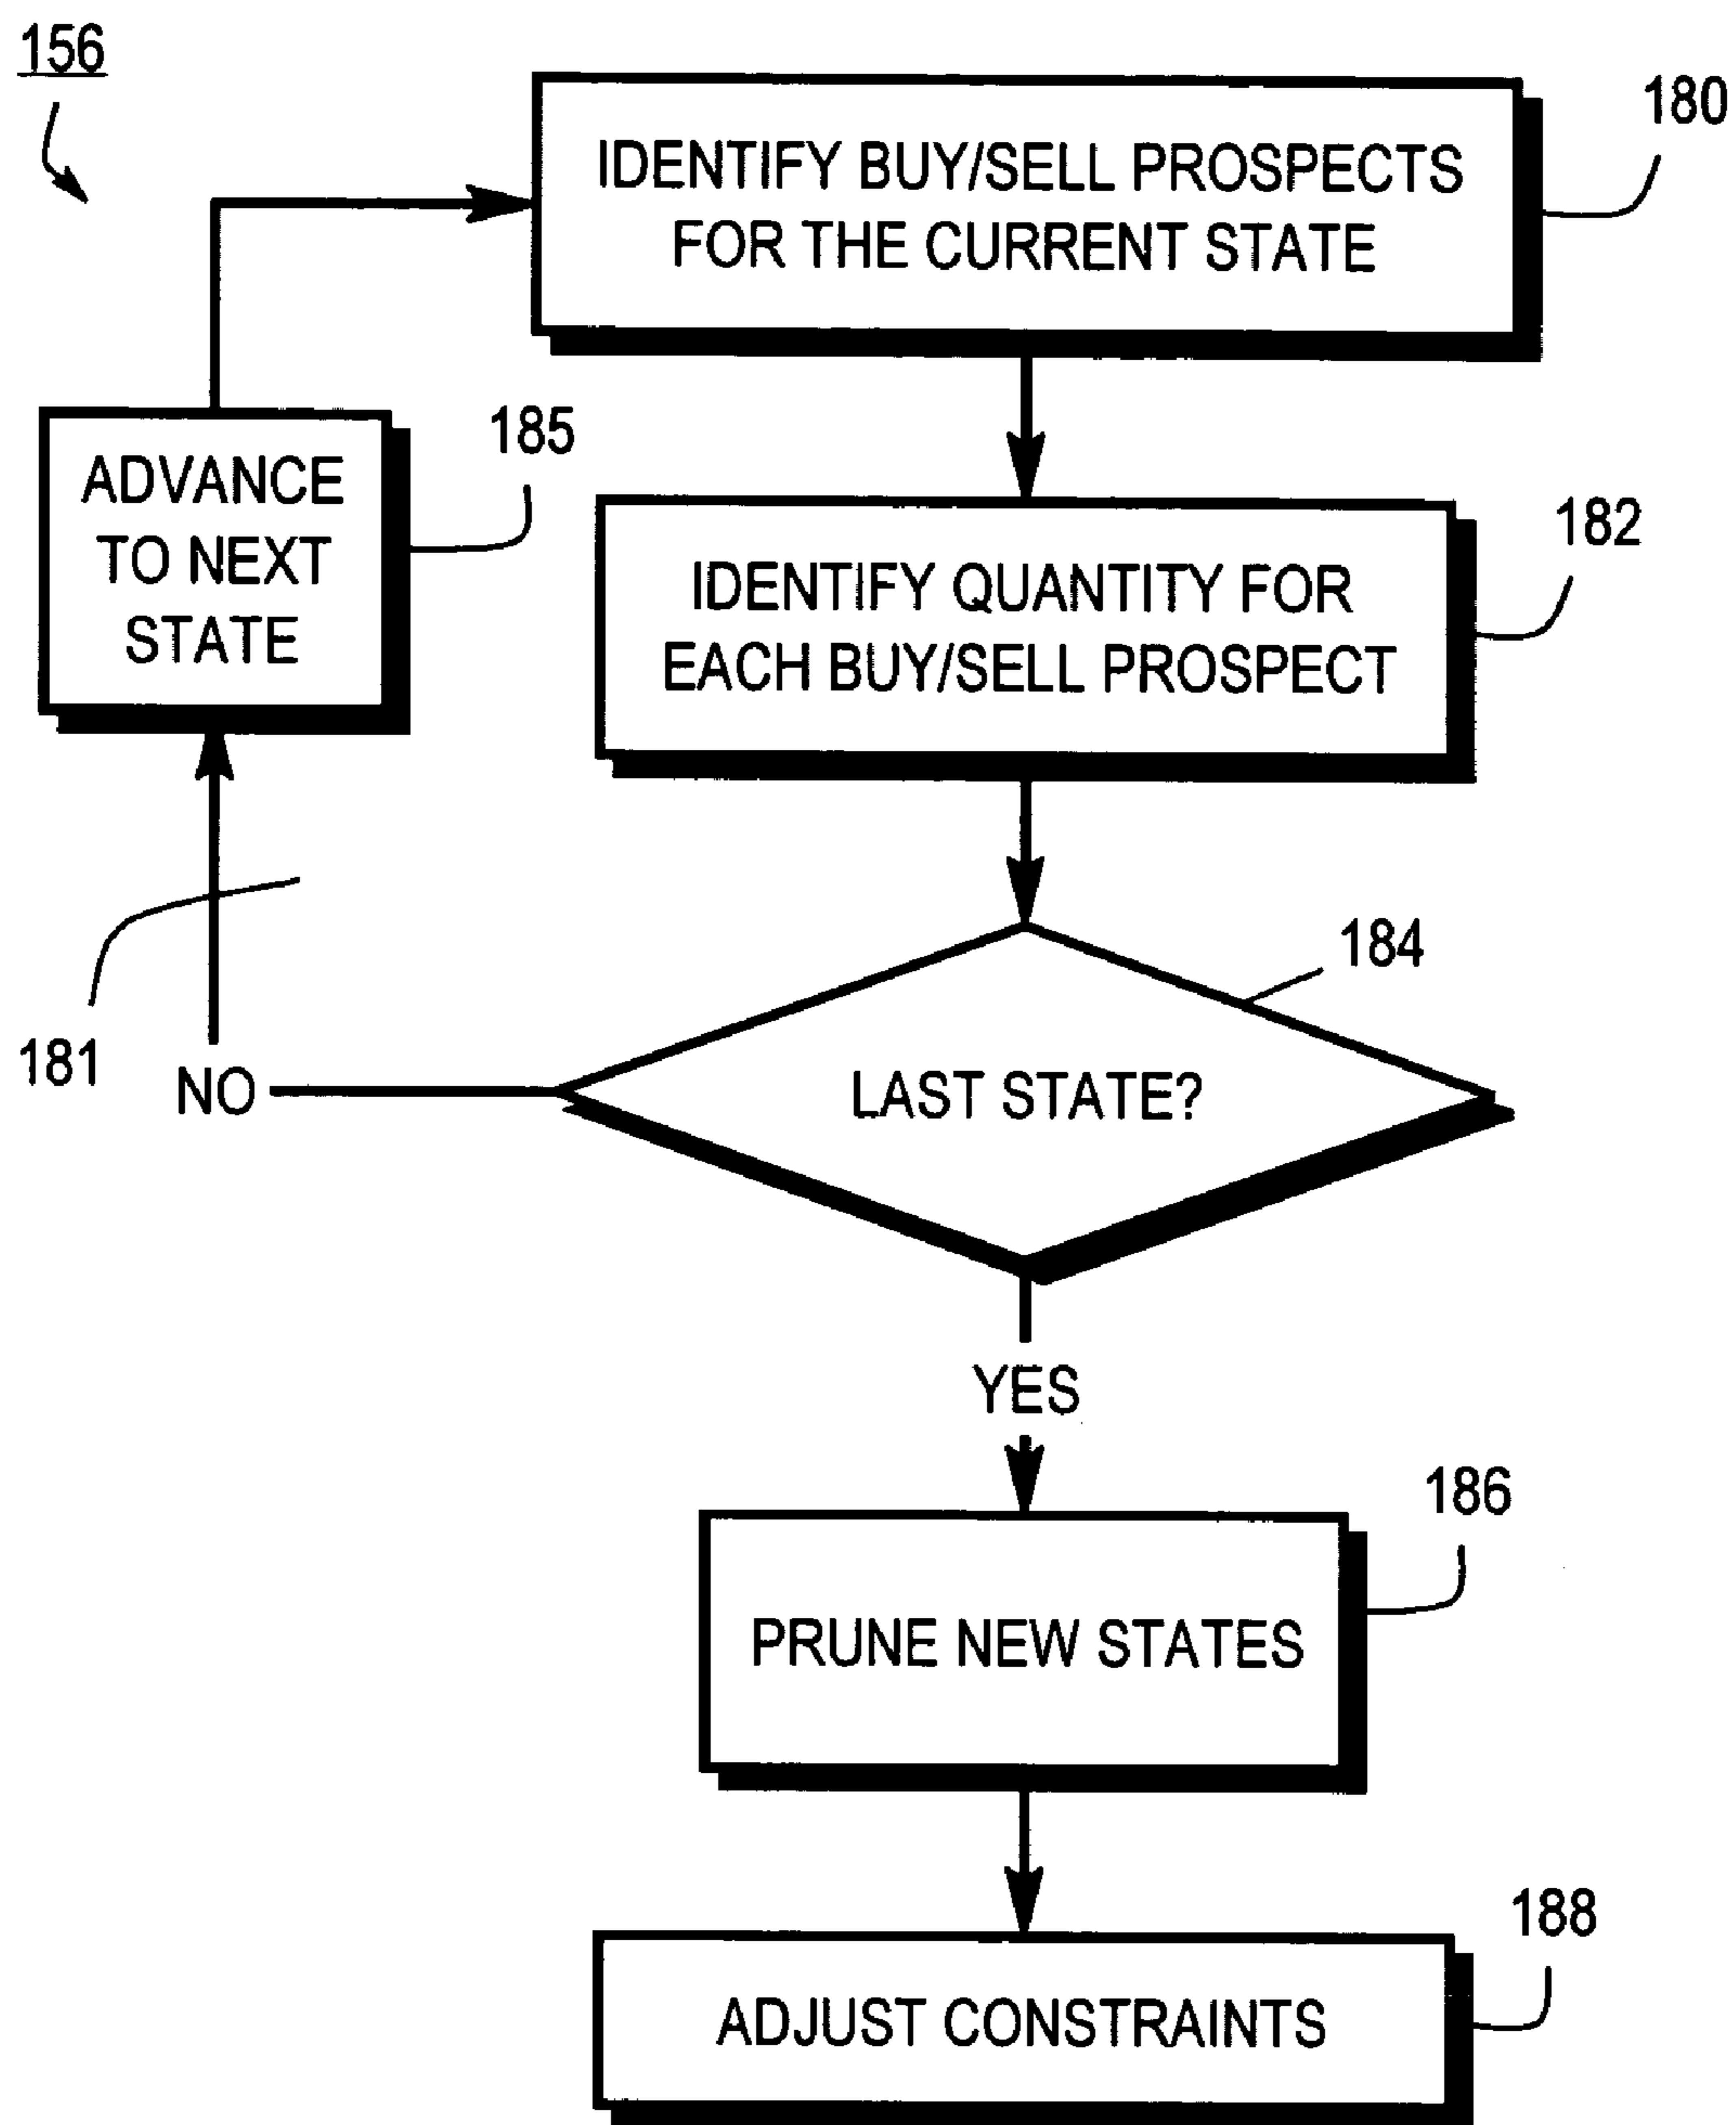 156
180
IDENTIFY BUY/SELL PROSPECTS
FOR THE CURRENT STATE
185
ADVANCE
TO NEXT
STATE
182
IDENTIFY QUANTITY FOR
EACH BUY/SELL PROSPECT
184
LAST STATE?
181
NO
YES
186
PRUNE NEW STATES
188
ADJUST CONSTRAINTS